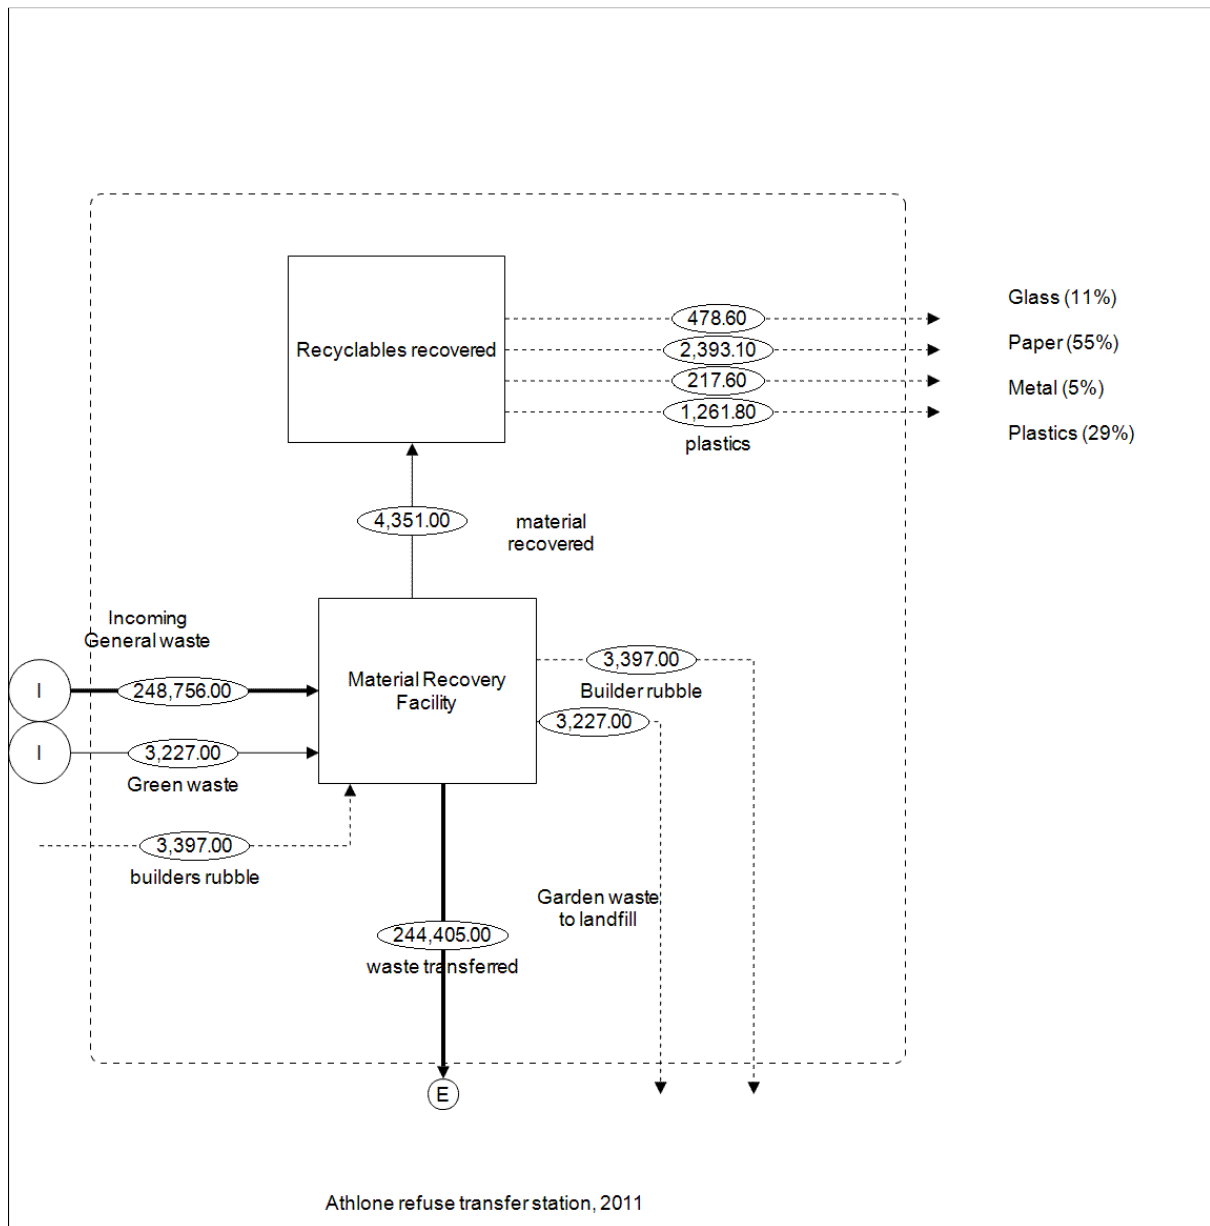 Glass (11%)
478.60
Paper (55%)
Recyclables recovered
2,393.10
217.60
Metal (5%)
1,261.80
Plastics (29%)
plastics
4,351.00
material
recovered
Incoming
General waste
3,397.00
Builder rubble
Material Recovery
Facility
I
248,756.00
3,227.00
I
3,227.00
Green waste
3,397.00
builders rubble
Garden waste
to landfill
244,405.00
waste transferred
E
Athlone refuse transfer station, 2011